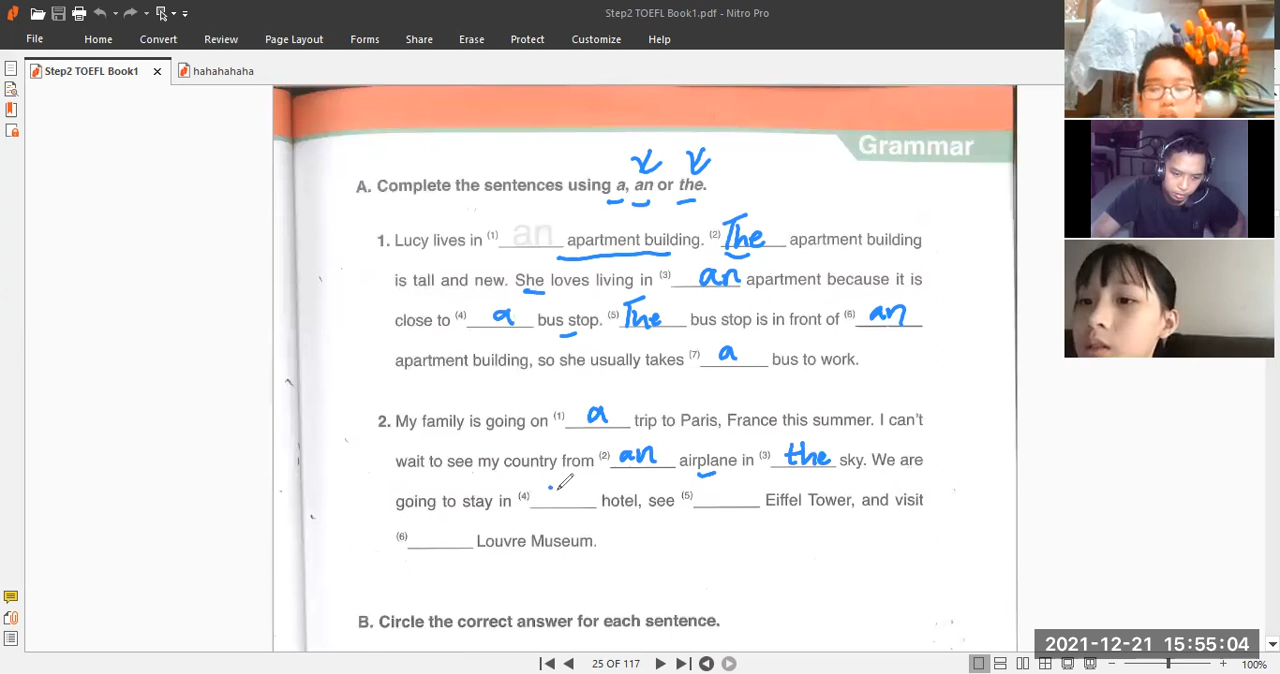 Step2 TOEFL Book1.pdf - Nitro Pro
File Home Convert Review Page Layout Forms Share Erase Protect Customize Help
Step2 TOEFL Book1 hahahahaha
Grammar
A. Complete the sentences using a, an or the.
1. Lucy lives in (1) an apartment building. (2) The apartment building
is tall and new. She loves living in (3) an apartment because it is
close to (4) a bus stop. (5) The bus stop is in front of (6) an
apartment building, so she usually takes (7) a bus to work.
2. My family is going on (1) a trip to Paris, France this summer. I can't
wait to see my country from (2) an airplane in (3) the sky. We are
going to stay in (4) ______ hotel, see (5) ______ Eiffel Tower, and visit
(6) ______ Louvre Museum.
B. Circle the correct answer for each sentence.
2021-12-21 15:55:04
25 OF 117
100%